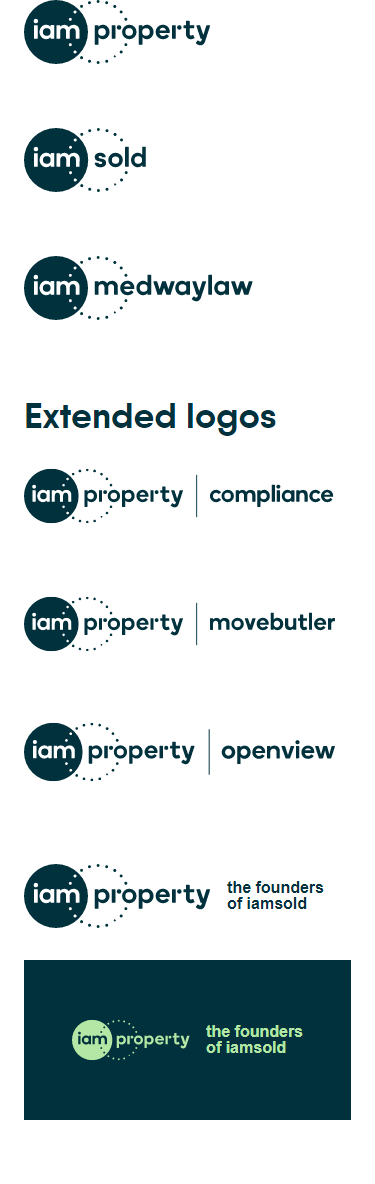 iam property
iam sold
iam medwaylaw
Extended logos
iam property | compliance
iam property | movebutler
iam property | openview
iam property the founders
of iamsold
iam property the founders
of iamsold